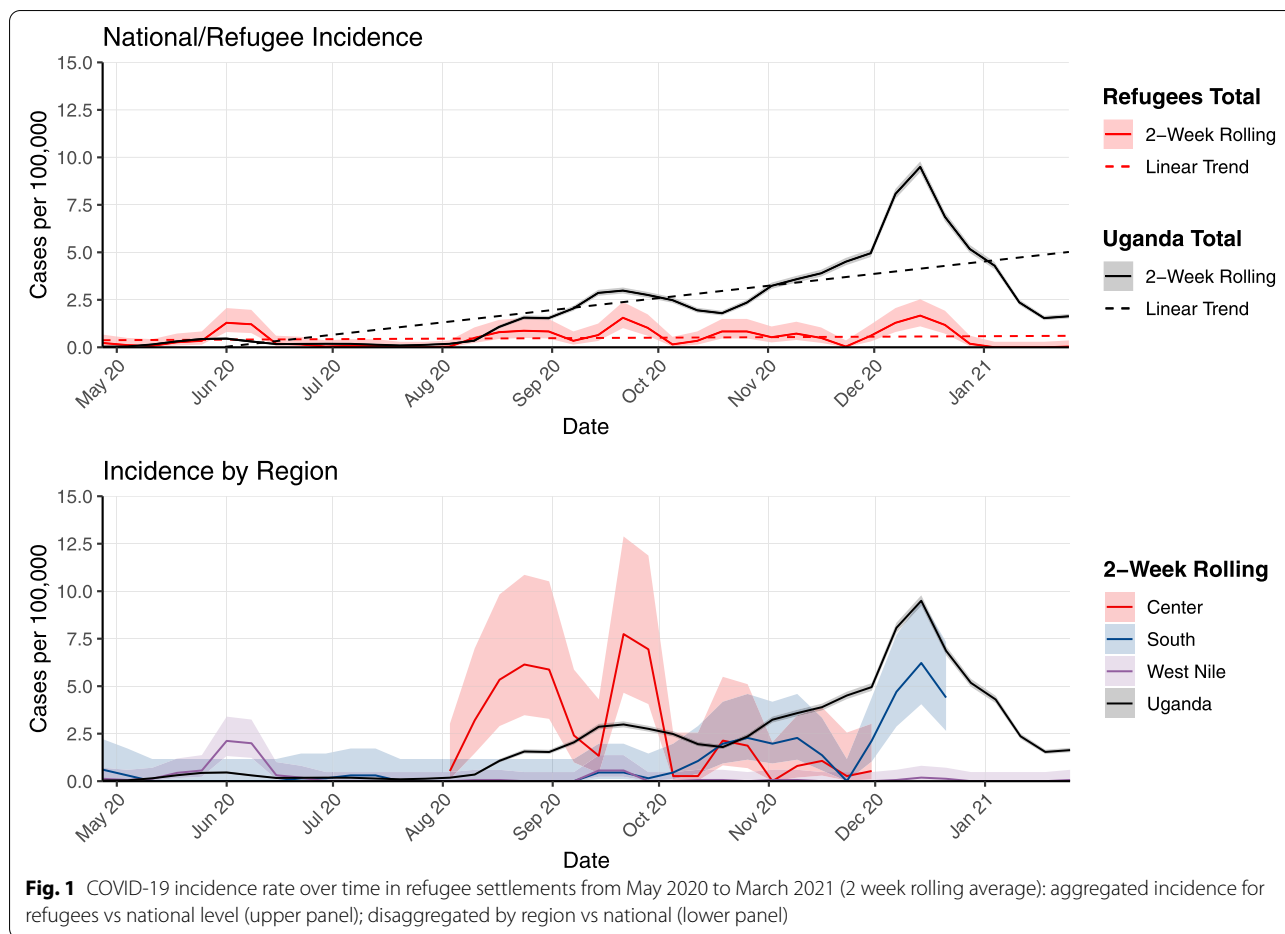 National/Refugee Incidence
15.0
12.5
10.0
7.5
5.0
2.5
0.0
Cases per 100,000
May 20
Jun 20
Jul 20
Aug 20
Sep 20
Oct 20
Nov 20
Dec 20
Jan 21
Date
Refugees Total
2−Week Rolling
Linear Trend
Uganda Total
2−Week Rolling
Linear Trend
Incidence by Region
15.0
12.5
10.0
7.5
5.0
2.5
0.0
Cases per 100,000
May 20
Jun 20
Jul 20
Aug 20
Sep 20
Oct 20
Nov 20
Dec 20
Jan 21
Date
2−Week Rolling
Center
South
West Nile
Uganda
Fig. 1 COVID-19 incidence rate over time in refugee settlements from May 2020 to March 2021 (2 week rolling average): aggregated incidence for
refugees vs national level (upper panel); disaggregated by region vs national (lower panel)